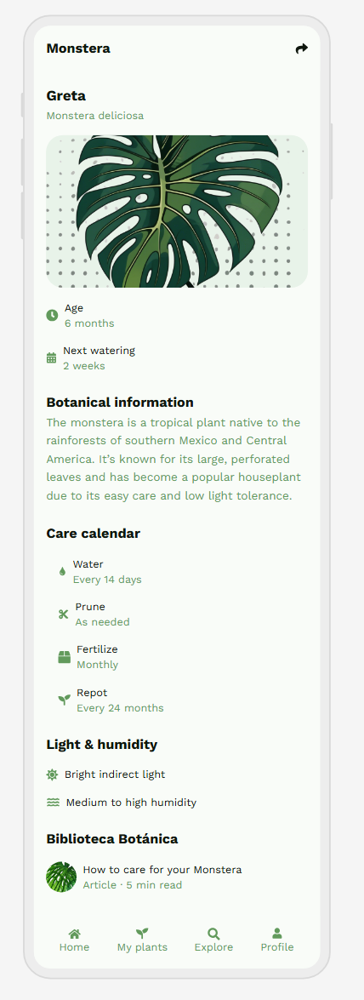 Monstera
Greta
Monstera deliciosa
Age
6 months
Next watering
2 weeks
Botanical information
The monstera is a tropical plant native to the
rainforests of southern Mexico and Central
America. It’s known for its large, perforated
leaves and has become a popular houseplant
due to its easy care and low light tolerance.
Care calendar
Water
Every 14 days
Prune
As needed
Fertilize
Monthly
Repot
Every 24 months
Light & humidity
Bright indirect light
Medium to high humidity
Biblioteca Botánica
How to care for your Monstera
Article · 5 min read
Home My plants Explore Profile